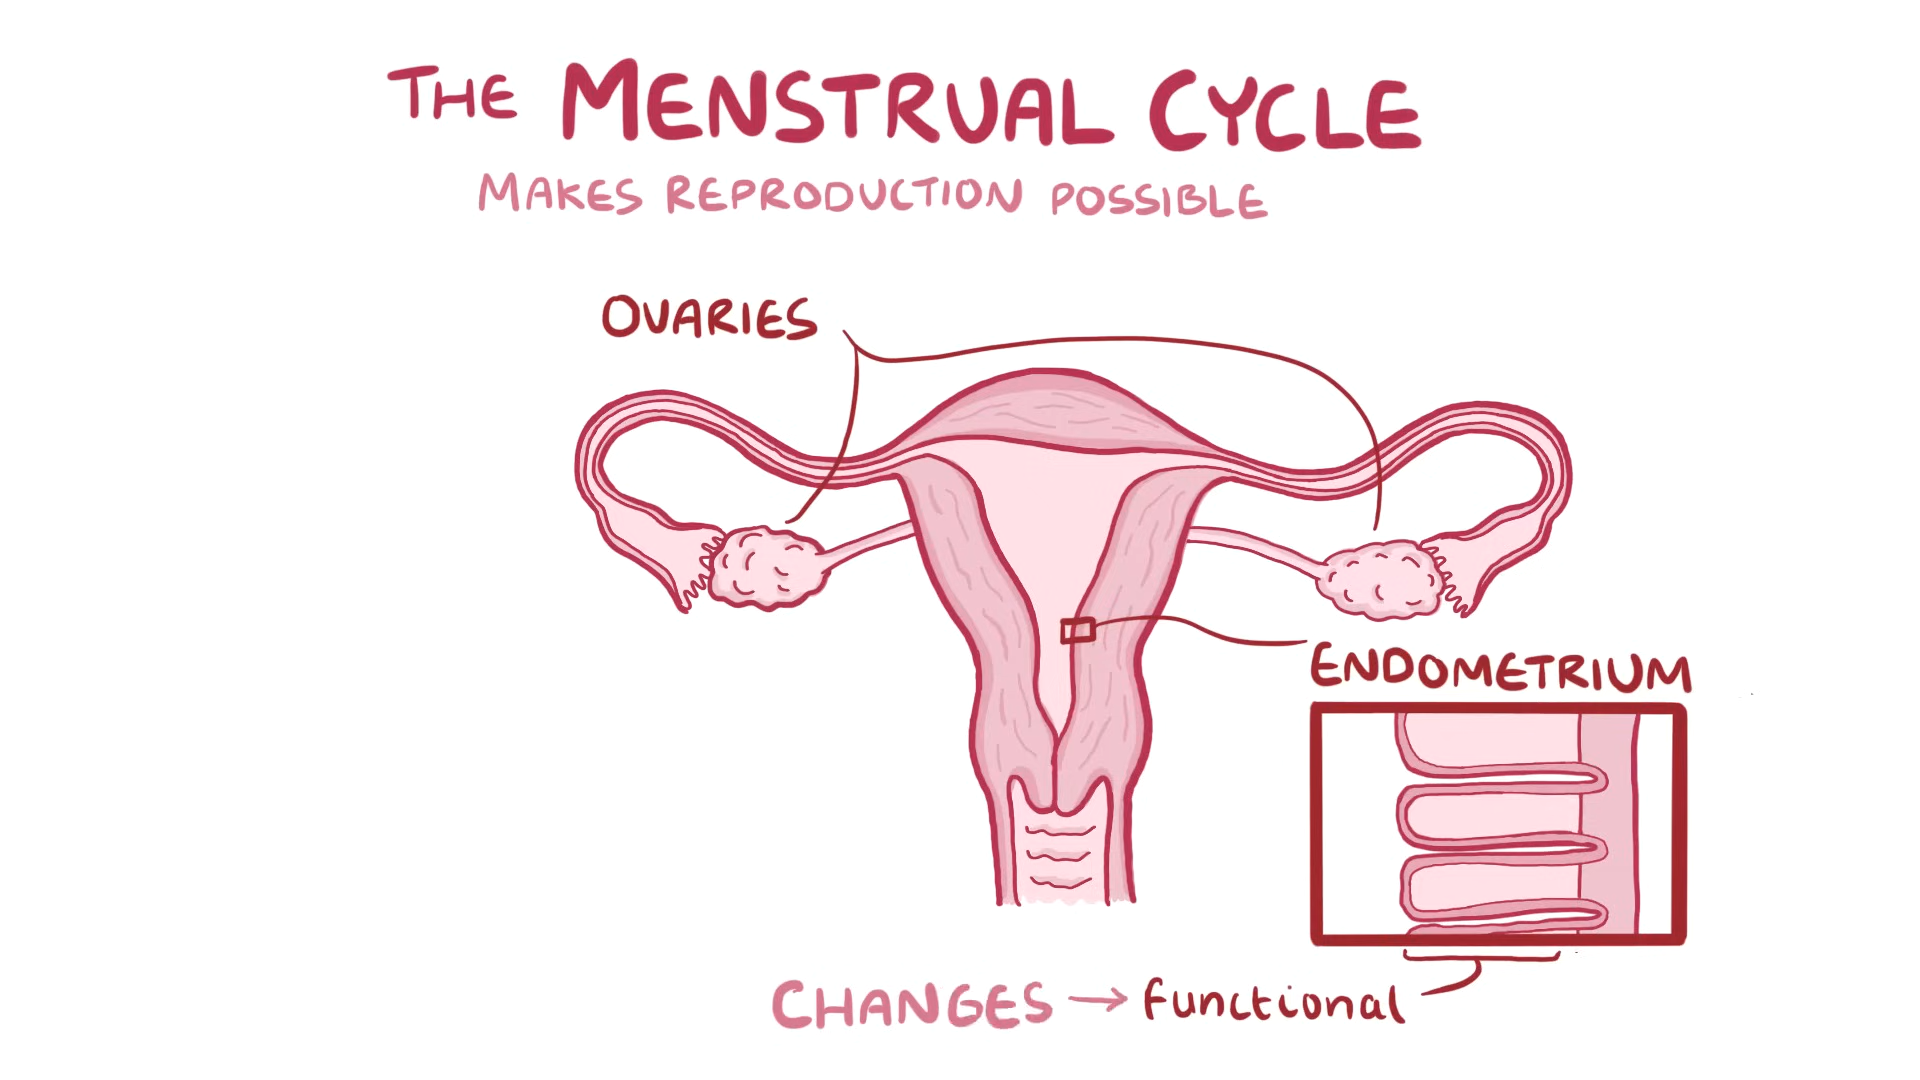 THE MENSTRUAL CYCLE
MAKES REPRODUCTION POSSIBLE
OVARIES
ENDOMETRIUM
CHANGES → functional